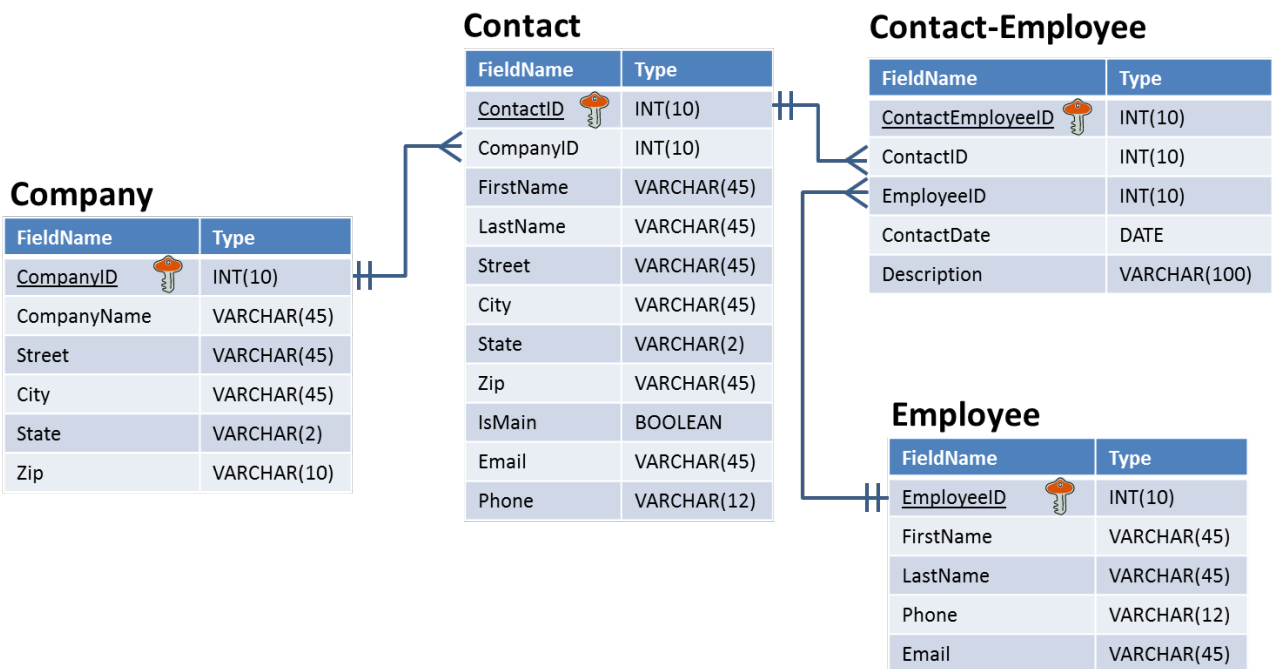 Contact
FieldName Type
ContactID INT(10)
CompanyID INT(10)
FirstName VARCHAR(45)
LastName VARCHAR(45)
Street VARCHAR(45)
City VARCHAR(45)
State VARCHAR(2)
Zip VARCHAR(45)
IsMain BOOLEAN
Email VARCHAR(45)
Phone VARCHAR(12)
Contact-Employee
FieldName Type
ContactEmployeeID INT(10)
ContactID INT(10)
EmployeeID INT(10)
ContactDate DATE
Description VARCHAR(100)
Company
FieldName Type
CompanyID INT(10)
CompanyName VARCHAR(45)
Street VARCHAR(45)
City VARCHAR(45)
State VARCHAR(2)
Zip VARCHAR(10)
Employee
FieldName Type
EmployeeID INT(10)
FirstName VARCHAR(45)
LastName VARCHAR(45)
Phone VARCHAR(12)
Email VARCHAR(45)